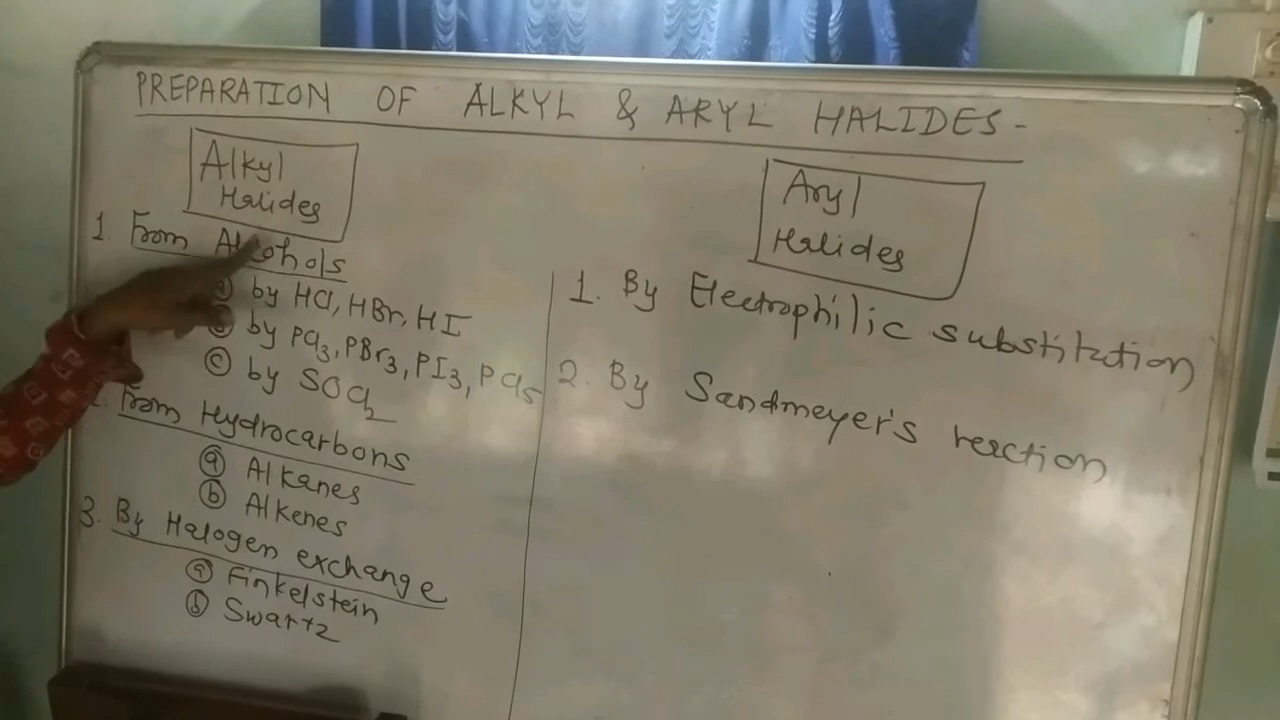 PREPARATION OF ALKYL & ARYL HALIDES-
Alkyl
Halides
1. From Alcohols
ⓐ by HCl, HBr, HI
ⓑ by PCl3, PBr3, PI3, PCl5
ⓒ by SOCl2
2. From Hydrocarbons
ⓐ Alkanes
ⓑ Alkenes
3. By Halogen exchange
ⓐ Finkelstein
ⓑ Swartz
Aryl
Halides
1. By Electrophilic substitution
2. By Sandmeyer's reaction